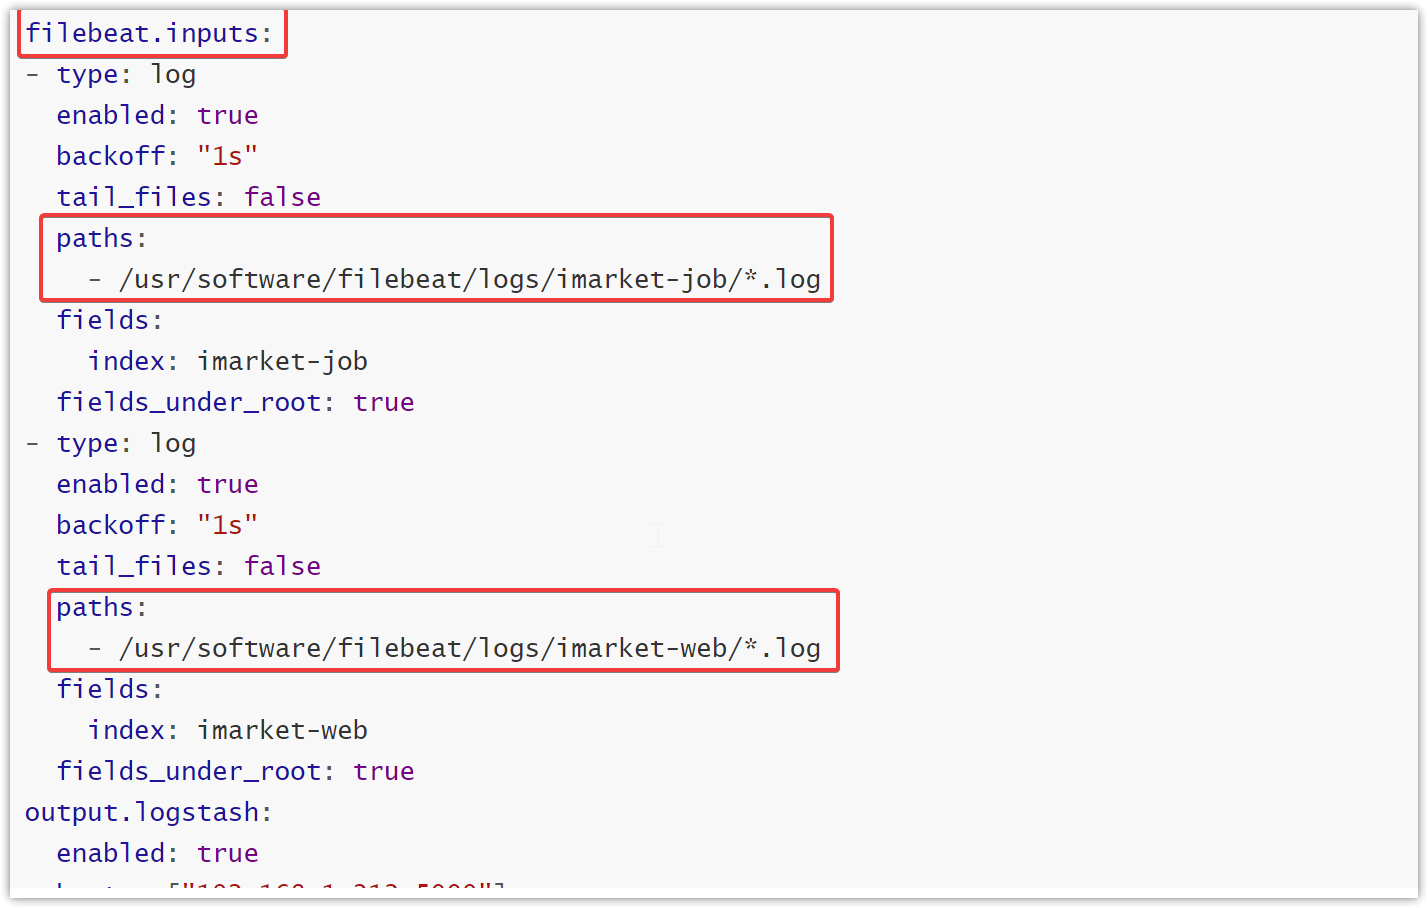 filebeat.inputs:
- type: log
  enabled: true
  backoff: "1s"
  tail_files: false
  paths:
    - /usr/software/filebeat/logs/imarket-job/*.log
  fields:
    index: imarket-job
  fields_under_root: true
- type: log
  enabled: true
  backoff: "1s"
  tail_files: false
  paths:
    - /usr/software/filebeat/logs/imarket-web/*.log
  fields:
    index: imarket-web
  fields_under_root: true
output.logstash:
  enabled: true